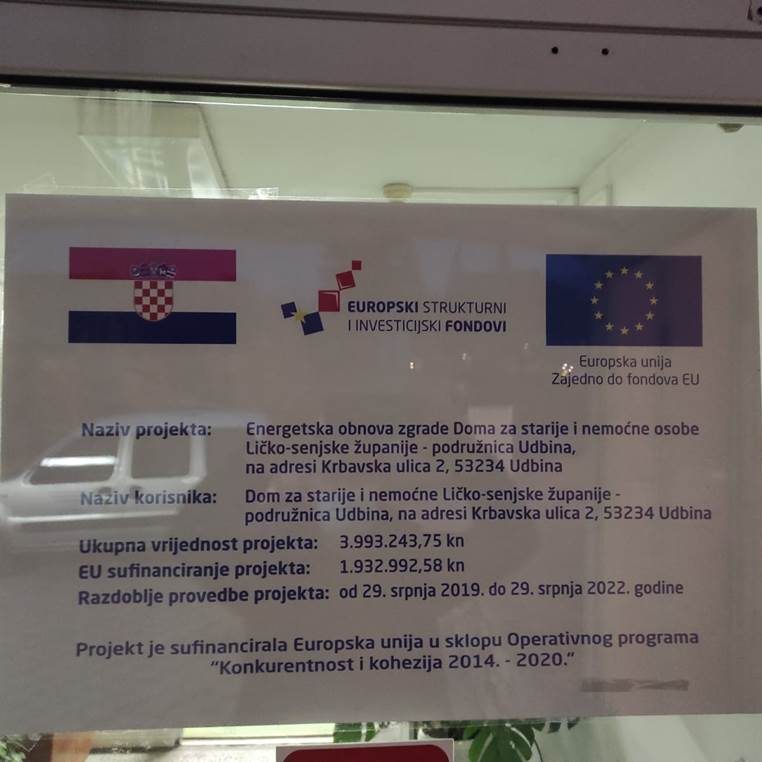 EUROPSKI STRUKTURNI
I INVESTICIJSKI FONDOVI
Europska unija
Zajedno do fondova EU
Naziv projekta: Energetska obnova zgrade Doma za starije i nemoćne osobe
Ličko-senjske županije - podružnica Udbina,
na adresi Krbavska ulica 2, 53234 Udbina
Naziv korisnika: Dom za starije i nemoćne Ličko-senjske županije -
podružnica Udbina, na adresi Krbavska ulica 2, 53234 Udbina
Ukupna vrijednost projekta: 3.993.243,75 kn
EU sufinanciranje projekta: 1.932.992,58 kn
Razdoblje provedbe projekta: od 29. srpnja 2019. do 29. srpnja 2022. godine
Projekt je sufinancirala Europska unija u sklopu Operativnog programa
"Konkurentnost i kohezija 2014. - 2020."